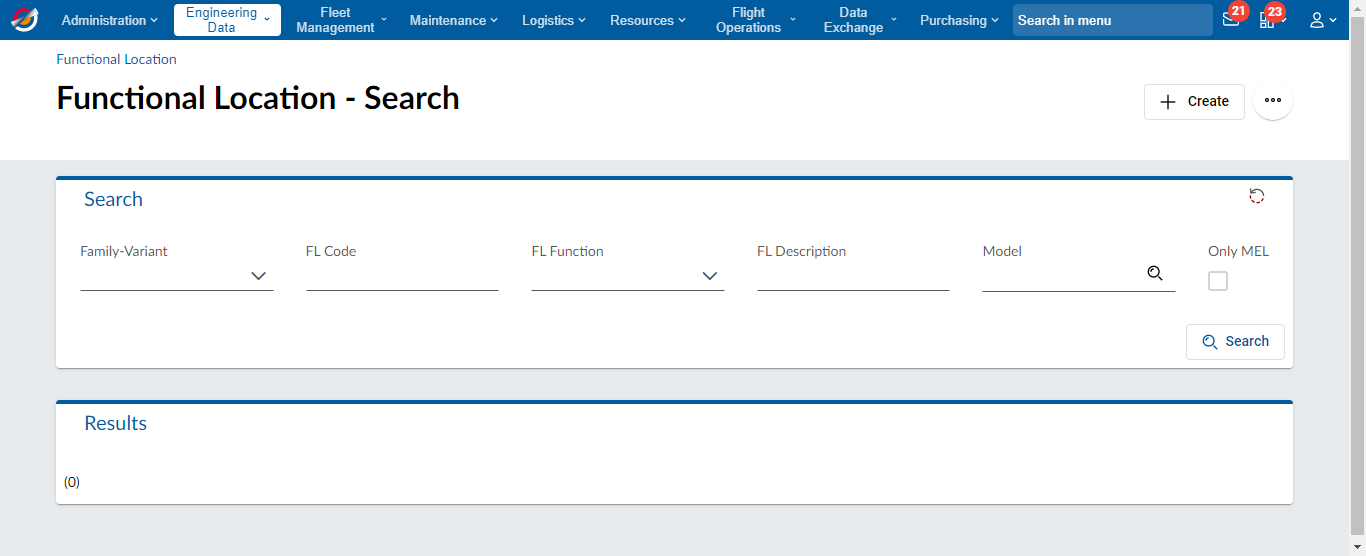 Administration
Engineering
Data
Fleet
Management
Maintenance
Logistics
Resources
Flight
Operations
Data
Exchange
Purchasing
Search in menu
21
23
Functional Location
Functional Location - Search
Create
Search
Family-Variant
FL Code
FL Function
FL Description
Model
Only MEL
Search
Results
(0)